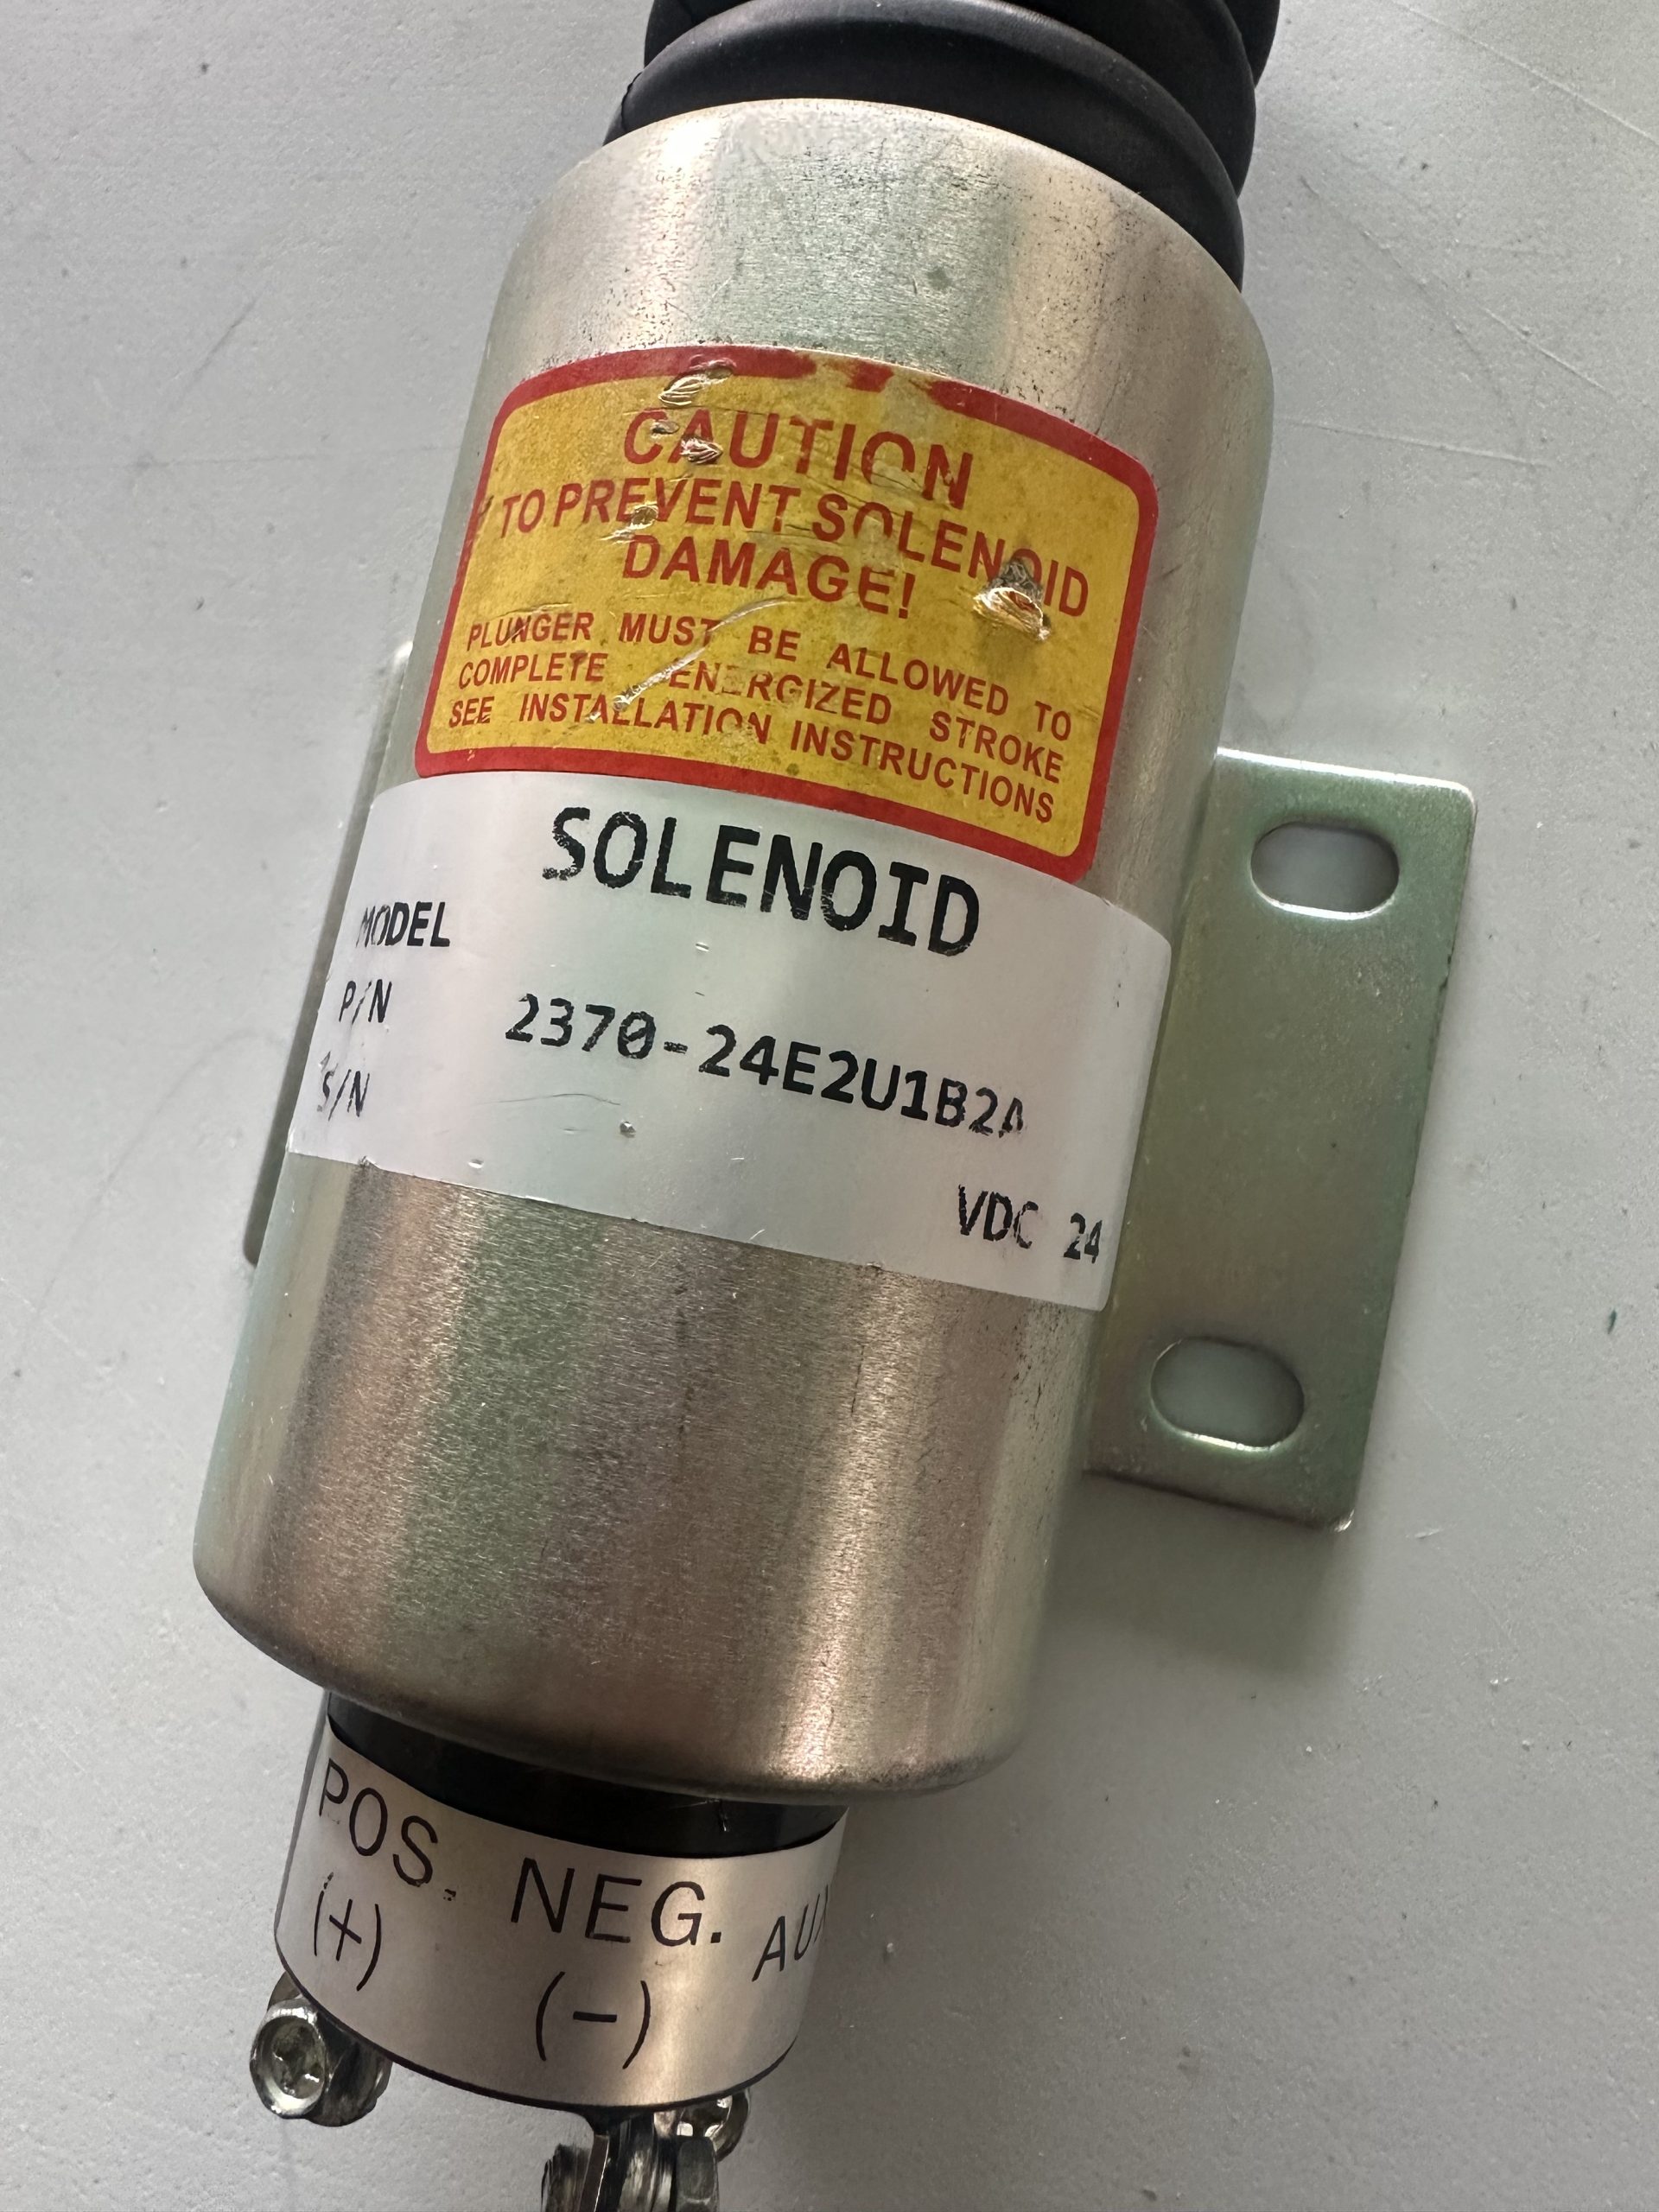 CAUTION
TO PREVENT SOLENOID
DAMAGE!
PLUNGER MUST BE ALLOWED TO
COMPLETE ENERGIZED STROKE
SEE INSTALLATION INSTRUCTIONS
SOLENOID
MODEL
P/N 2370-24E2U1B2A
S/N
VDC 24
POS. NEG. AUX
(+) (-)